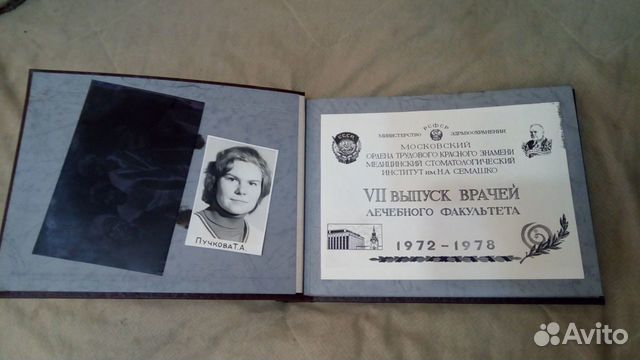 ПУЧКОВА Т.А.
СССР
РСФСР
МИНИСТЕРСТВО ЗДРАВООХРАНЕНИИ
МОСКОВСКИЙ
ОРДЕНА ТРУДОВОГО КРАСНОГО ЗНАМЕНИ
МЕДИЦИНСКИЙ СТОМАТОЛОГИЧЕСКИЙ
ИНСТИТУТ им. Н.А СЕМАШКО
VII ВЫПУСК ВРАЧЕЙ
ЛЕЧЕБНОГО ФАКУЛЬТЕТА
1972-1978
Avito